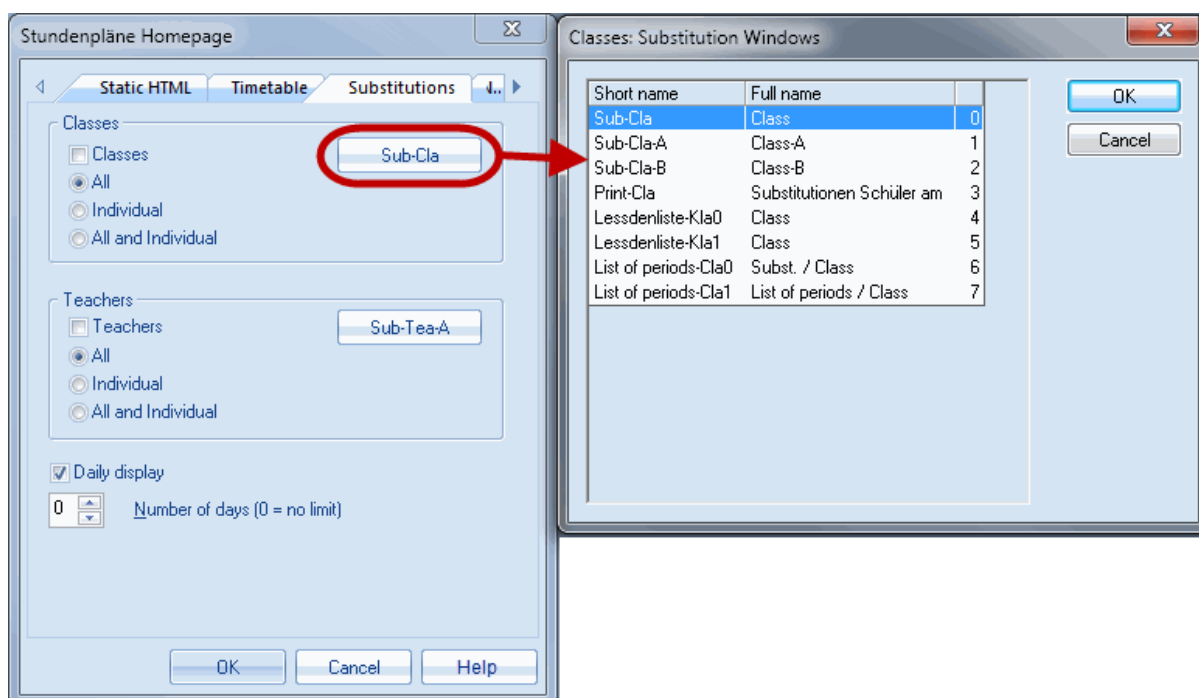 Stundenpläne Homepage
Static HTML Timetable Substitutions
Classes
Classes
Sub-Cla
All
Individual
All and Individual
Teachers
Teachers
Sub-Tea-A
All
Individual
All and Individual
Daily display
0 Number of days (0 = no limit)
OK Cancel Help
Classes: Substitution Windows
Short name Full name
Sub-Cla Class 0
Sub-Cla-A Class-A 1
Sub-Cla-B Class-B 2
Print-Cla Substitutionen Schüler am 3
Lessdenliste-Kla0 Class 4
Lessdenliste-Kla1 Class 5
List of periods-Cla0 Subst. / Class 6
List of periods-Cla1 List of periods / Class 7
OK
Cancel